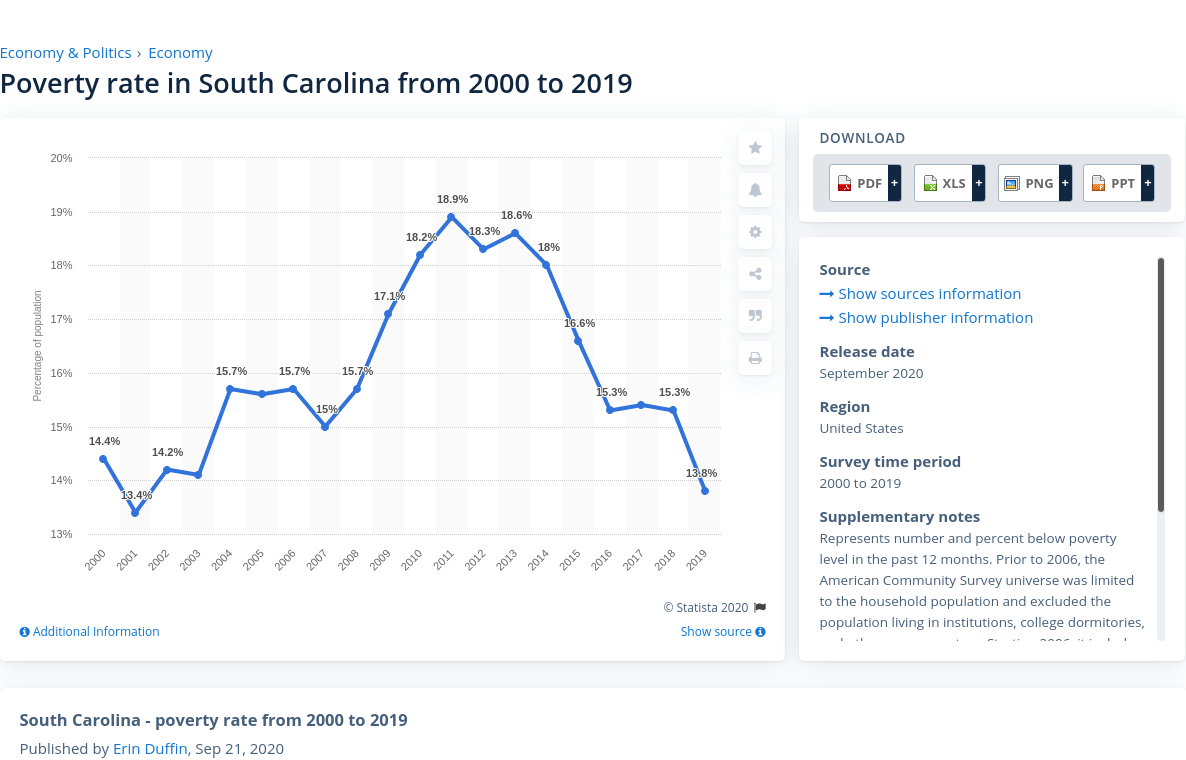 Economy & Politics › Economy
Poverty rate in South Carolina from 2000 to 2019
20%
19%
18%
17%
16%
15%
14%
13%
Percentage of population
14.4%
13.4%
14.2%
15.7%
15.7%
15%
15.7%
17.1%
18.2%
18.9%
18.3%
18.6%
18%
16.6%
15.3%
15.3%
13.8%
2000
2001
2002
2003
2004
2005
2006
2007
2008
2009
2010
2011
2012
2013
2014
2015
2016
2017
2018
2019
© Statista 2020
Additional Information
Show source
DOWNLOAD
PDF +
XLS +
PNG +
PPT +
Source
Show sources information
Show publisher information
Release date
September 2020
Region
United States
Survey time period
2000 to 2019
Supplementary notes
Represents number and percent below poverty
level in the past 12 months. Prior to 2006, the
American Community Survey universe was limited
to the household population and excluded the
population living in institutions, college dormitories,
South Carolina - poverty rate from 2000 to 2019
Published by Erin Duffin, Sep 21, 2020